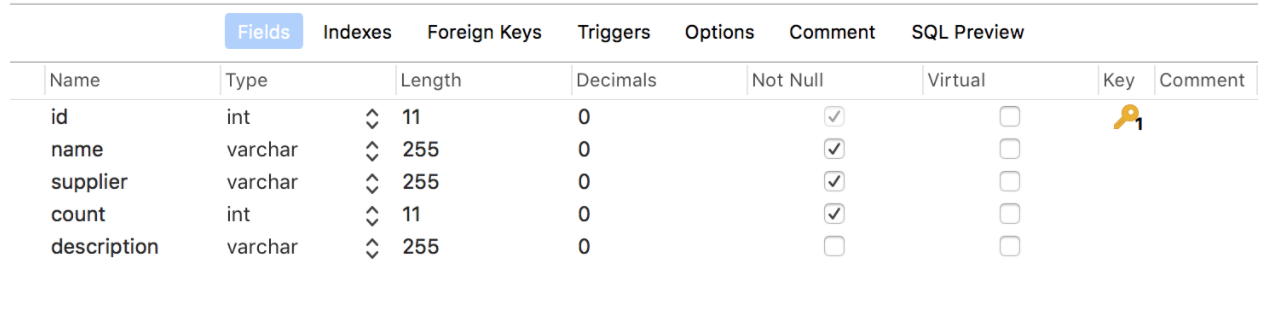 Fields Indexes Foreign Keys Triggers Options Comment SQL Preview
Name Type Length Decimals Not Null Virtual Key Comment
id int 11 0 1
name varchar 255 0
supplier varchar 255 0
count int 11 0
description varchar 255 0